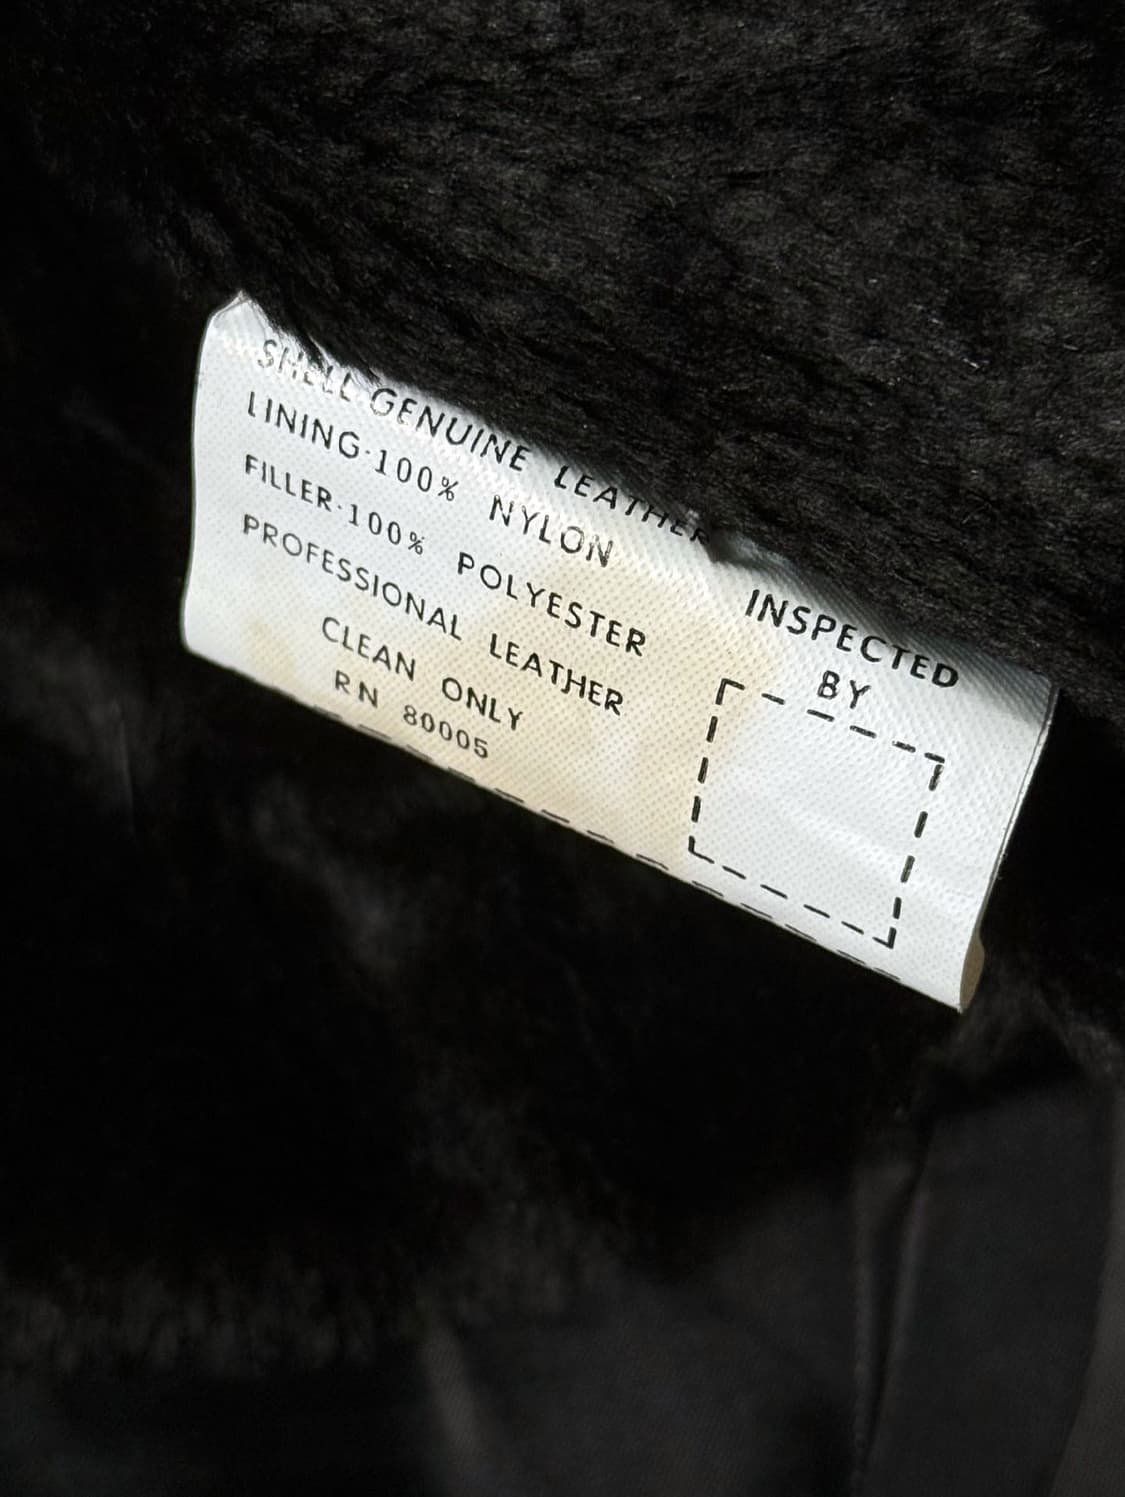 SHELL GENUINE LEATHER
LINING·100% NYLON
FILLER·100% POLYESTER
PROFESSIONAL LEATHER
CLEAN ONLY
RN 80005
INSPECTED
BY